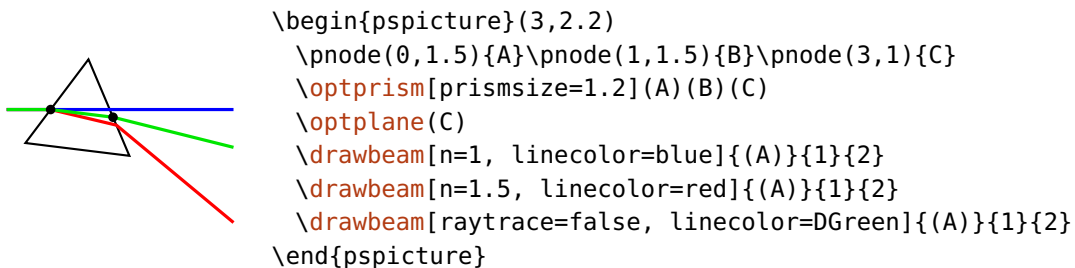 \begin{pspicture}(3,2.2)
\pnode(0,1.5){A}\pnode(1,1.5){B}\pnode(3,1){C}
\optprism[prismsize=1.2](A)(B)(C)
\optplane(C)
\drawbeam[n=1, linecolor=blue]{(A)}{1}{2}
\drawbeam[n=1.5, linecolor=red]{(A)}{1}{2}
\drawbeam[raytrace=false, linecolor=DGreen]{(A)}{1}{2}
\end{pspicture}